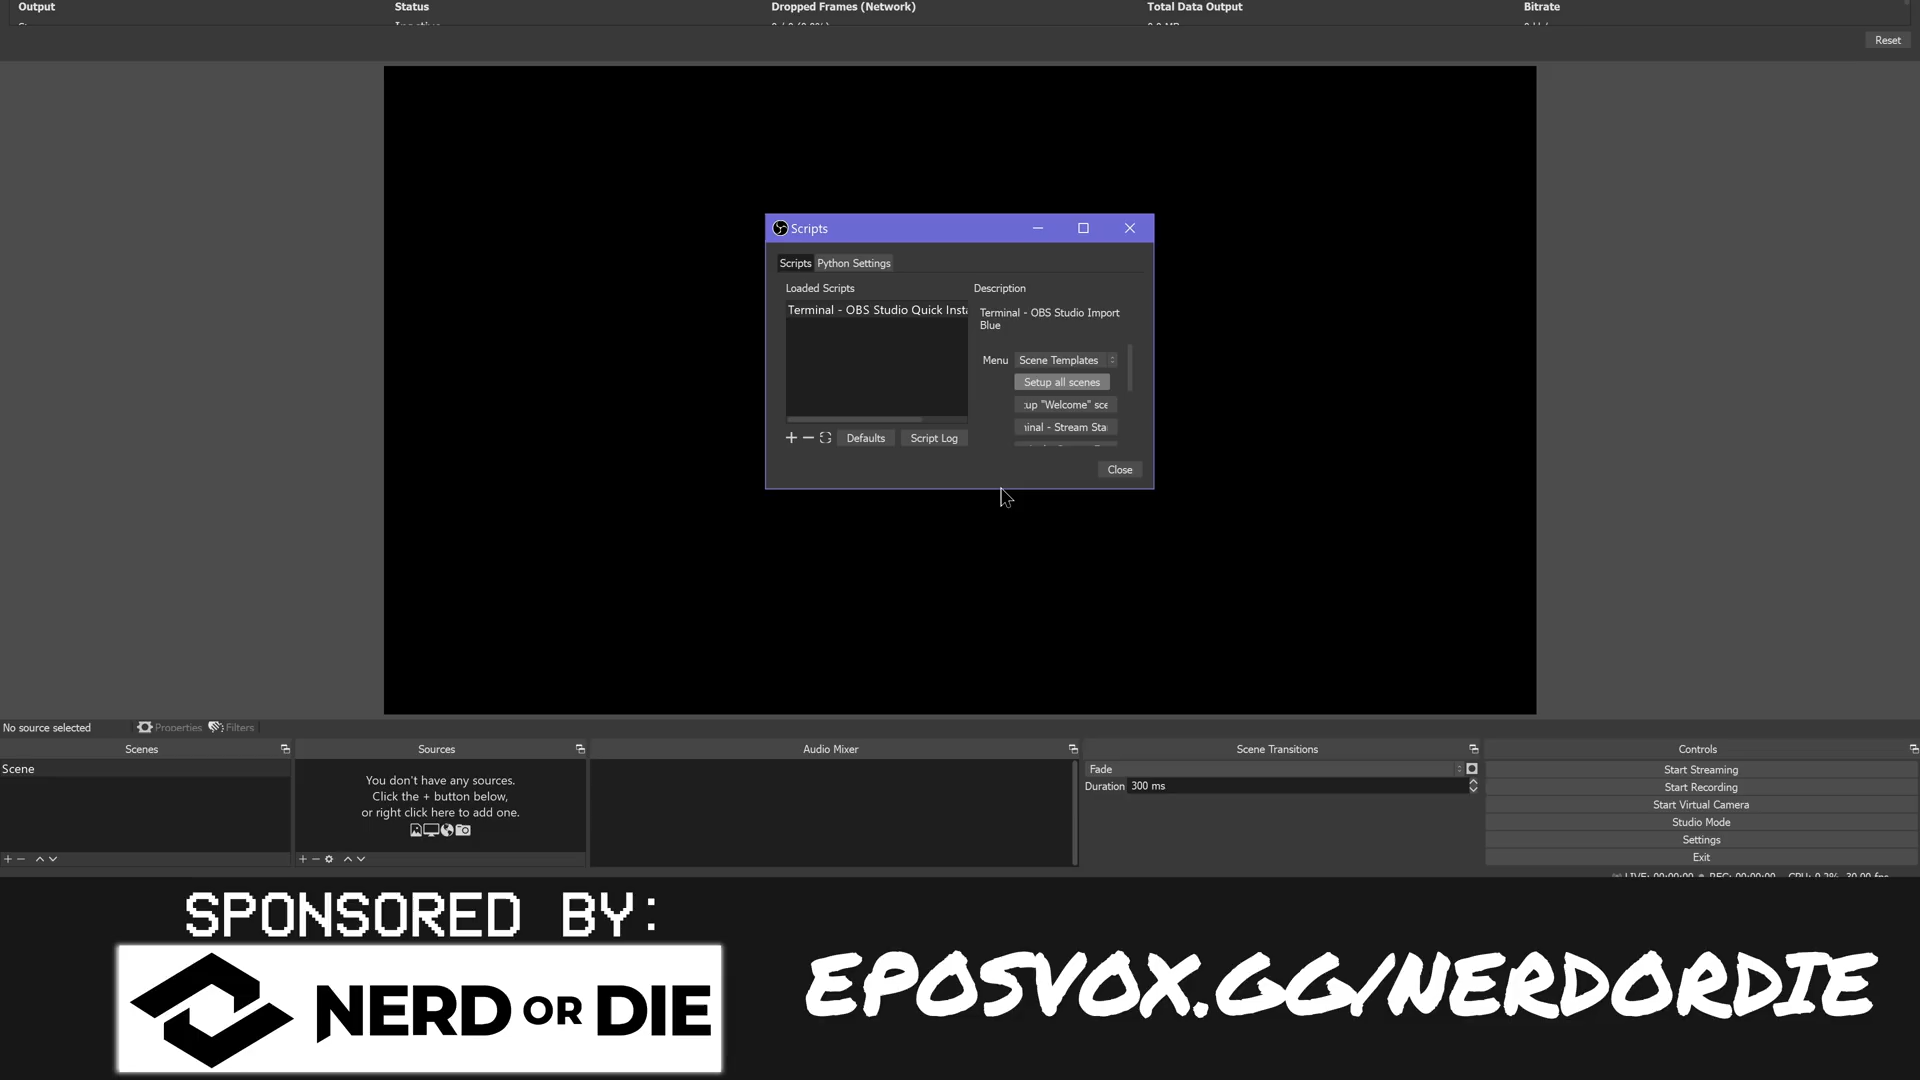 Output Status Dropped Frames (Network) Total Data Output Bitrate
Reset
Scripts
Scripts Python Settings
Loaded Scripts Description
Terminal - OBS Studio Quick Insta
Terminal - OBS Studio Import
Blue
Menu Scene Templates
Setup all scenes
up "Welcome" sce
inal - Stream Sta
Defaults Script Log
Close
No source selected Properties Filters
Scenes Sources Audio Mixer Scene Transitions Controls
Scene
You don't have any sources.
Click the + button below,
or right click here to add one.
Fade
Duration 300 ms
Start Streaming
Start Recording
Start Virtual Camera
Studio Mode
Settings
Exit
SPONSORED BY:
NERD OR DIE
EPOSVOX.GG/NERDORDIE